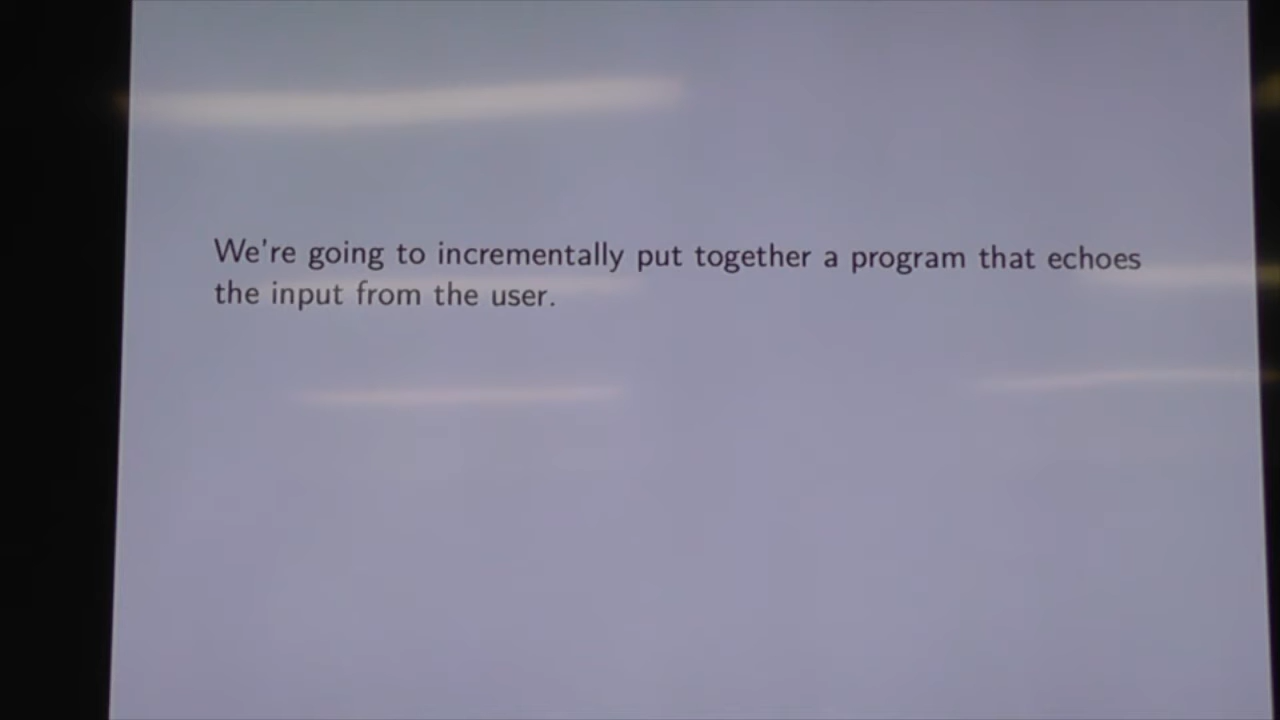 We're going to incrementally put together a program that echoes
the input from the user.